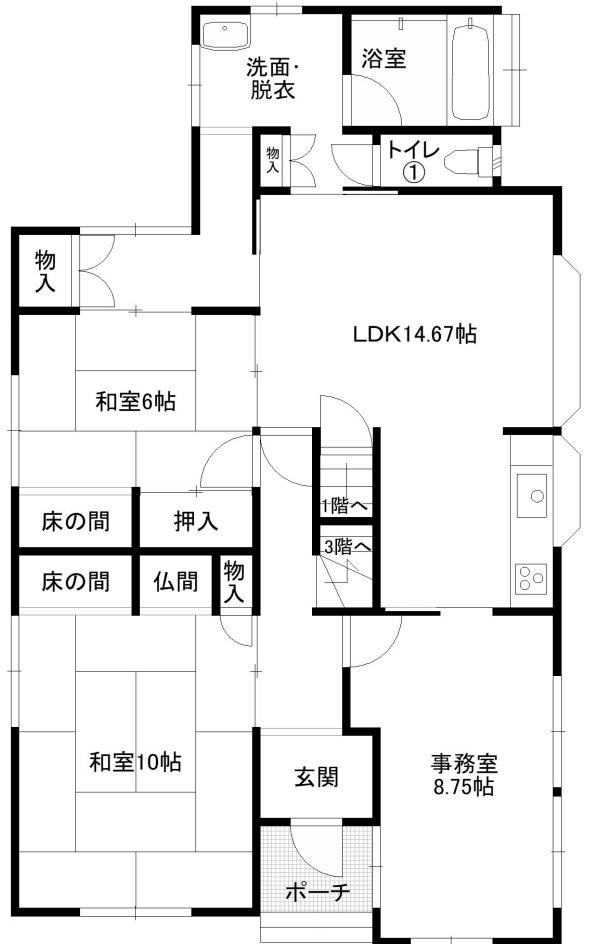 浴室
洗面・
脱衣
物入
トイレ
①
物入
LDK14.67帖
和室6帖
1階へ
床の間
押入
3階へ
床の間
仏間
物入
和室10帖
事務室
8.75帖
玄関
ポーチ